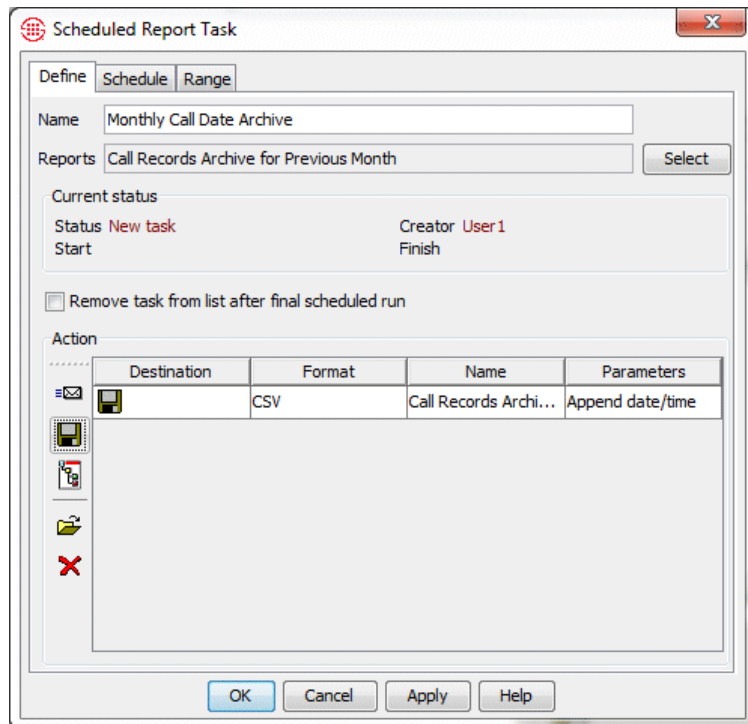 Scheduled Report Task
Define Schedule Range
Name Monthly Call Date Archive
Reports Call Records Archive for Previous Month Select
Current status
Status New task Creator User1
Start Finish
Remove task from list after final scheduled run
Action
Destination Format Name Parameters
CSV Call Records Archi... Append date/time
OK Cancel Apply Help